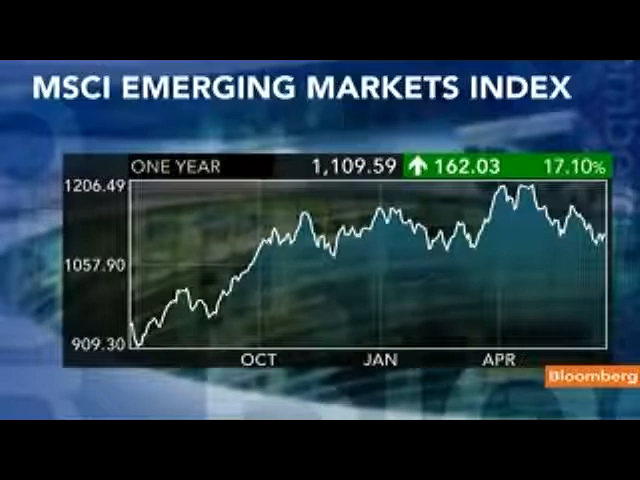 MSCI EMERGING MARKETS INDEX
ONE YEAR 1,109.59 162.03 17.10%
1206.49
1057.90
909.30
OCT JAN APR
Bloomberg